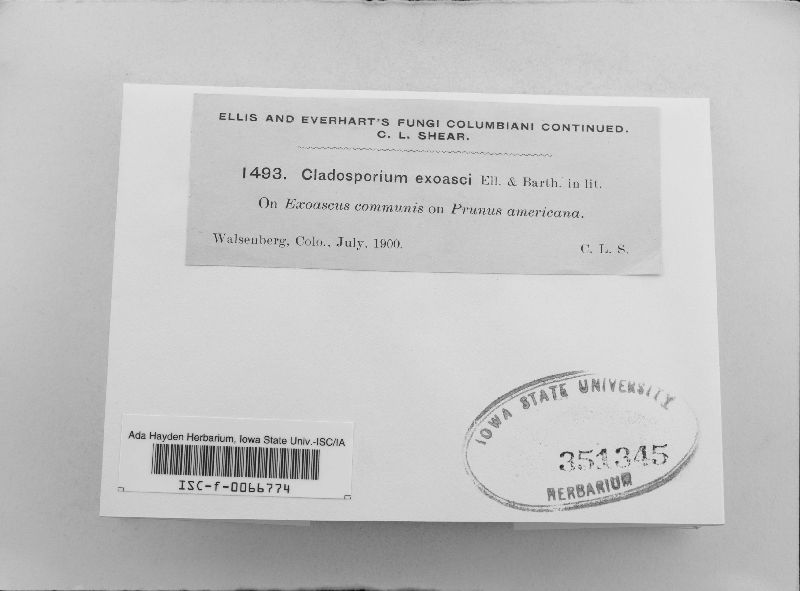 ELLIS AND EVERHART'S FUNGI COLUMBIANI CONTINUED.
C. L. SHEAR.
1493. Cladosporium exoasci Ell. & Barth. in lit.
On Exoascus communis on Prunus americana.
Walsenberg, Colo., July, 1900. C. L. S.
IOWA STATE UNIVERSITY
351345
HERBARIUM
Ada Hayden Herbarium, Iowa State Univ.-ISC/IA
ISC-f-0066774